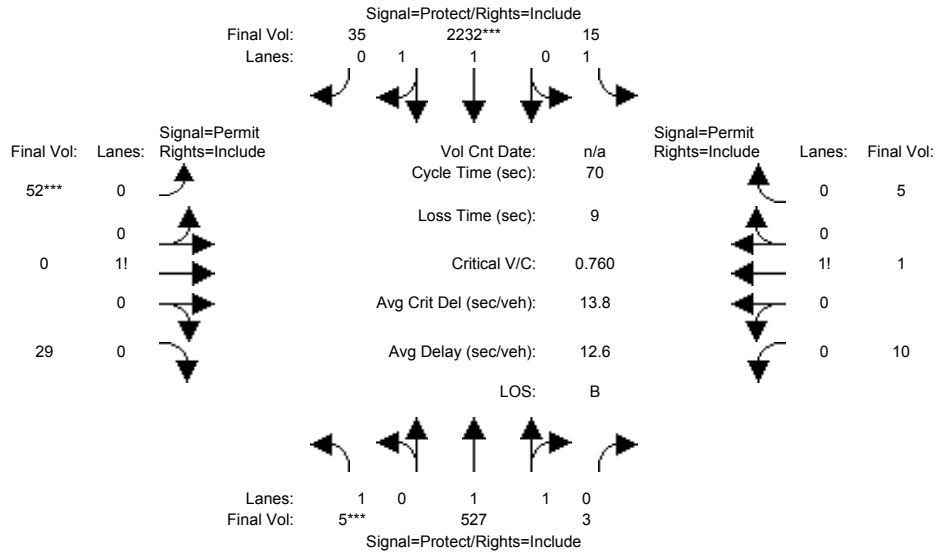 Signal=Protect/Rights=Include
Final Vol: 35 2232*** 15
Lanes: 0 1 1 0 1
Signal=Permit Signal=Permit
Final Vol: Lanes: Rights=Include Vol Cnt Date: n/a Rights=Include Lanes: Final Vol:
Cycle Time (sec): 70
52*** 0 0 5
Loss Time (sec): 9
0 0
0 1! Critical V/C: 0.760 1! 1
0 Avg Crit Del (sec/veh): 13.8 0
29 0 Avg Delay (sec/veh): 12.6 0 10
LOS: B
Lanes: 1 0 1 1 0
Final Vol: 5*** 527 3
Signal=Protect/Rights=Include